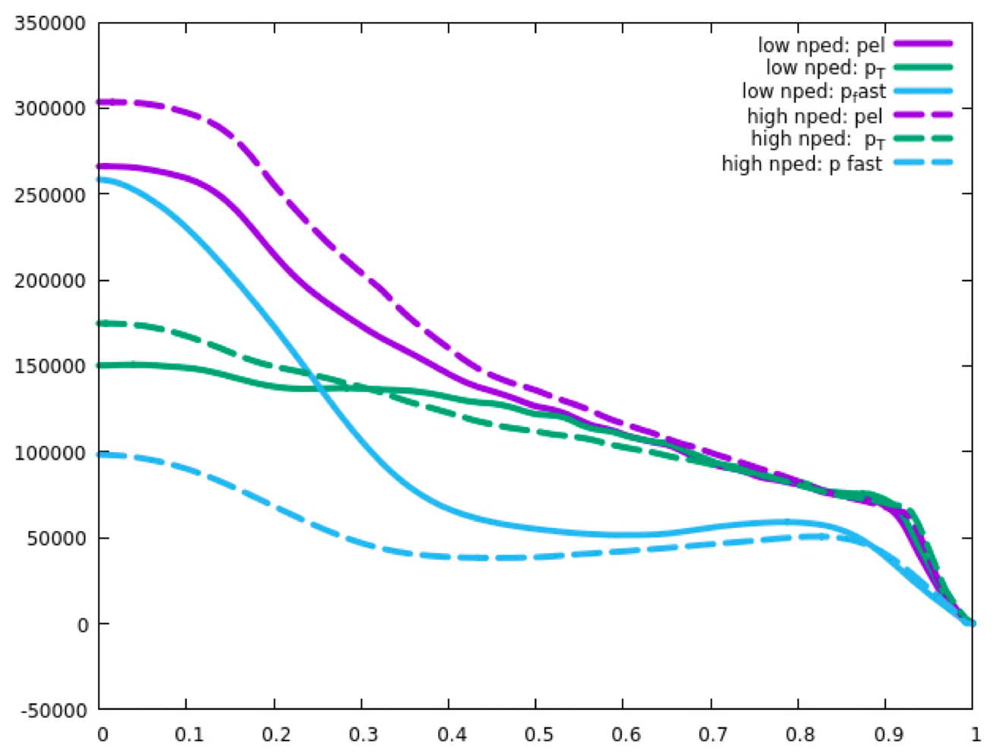 350000
300000
250000
200000
150000
100000
50000
0
-50000
low nped: pel
low nped: pT
low nped: pfast
high nped: pel
high nped: pT
high nped: p fast
0 0.1 0.2 0.3 0.4 0.5 0.6 0.7 0.8 0.9 1